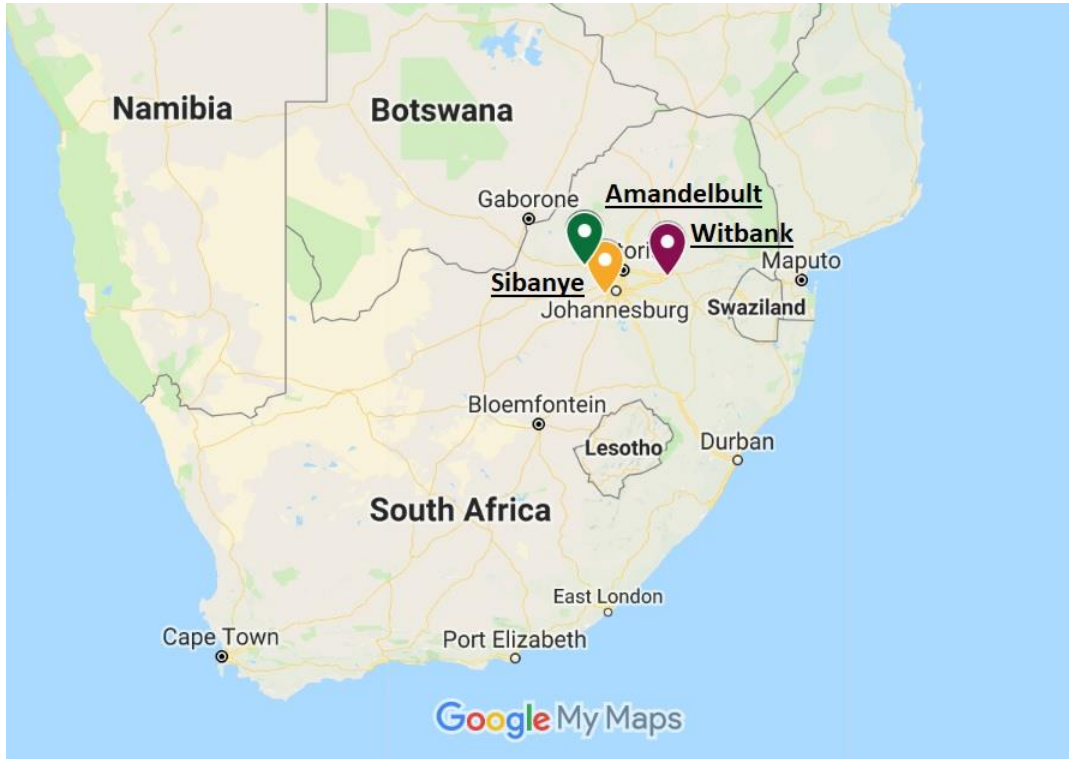 Namibia
Botswana
Gaborone
Amandelbult
Witbank
Sibanye
Maputo
Johannesburg
Swaziland
Bloemfontein
Lesotho
Durban
South Africa
East London
Cape Town
Port Elizabeth
Google My Maps